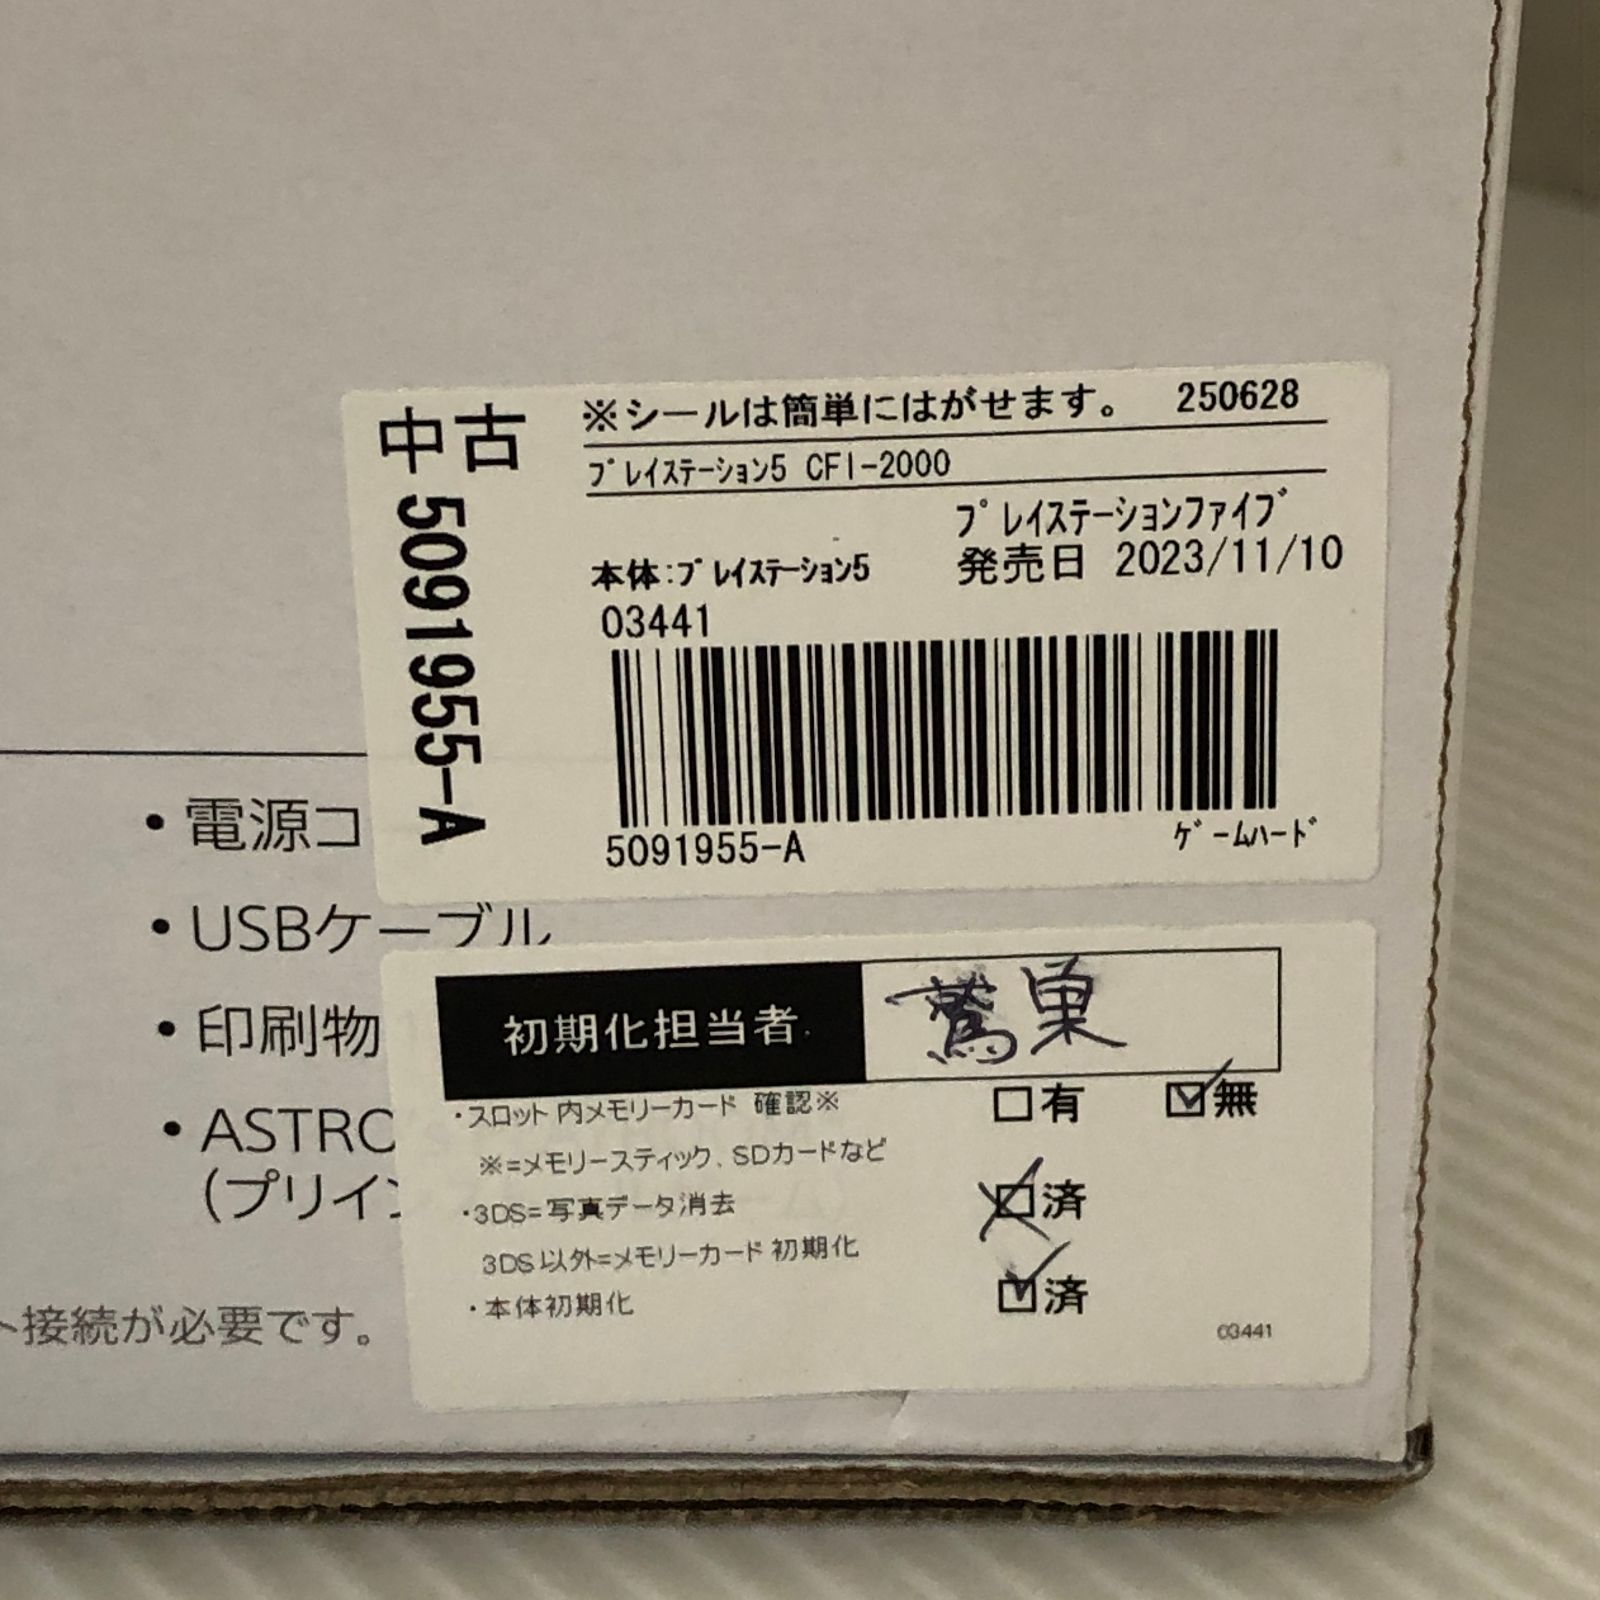 中古 5091955-A
※シールは簡単にはがせます。 250628
プレイステーション5 CFI-2000
プレイステーションファイブ
本体:プレイステーション5 発売日 2023/11/10
03441
5091955-A ゲームハード
・電源コ
・USBケーブル
・印刷物
・ASTRO
(プリイン
ト接続が必要です。
初期化担当者 鷲巣
・スロット内メモリーカード 確認※ □有 ☑無
※=メモリースティック、SDカードなど
・3DS=写真データ消去 □済
3DS以外=メモリーカード初期化
・本体初期化 ☑済
03441